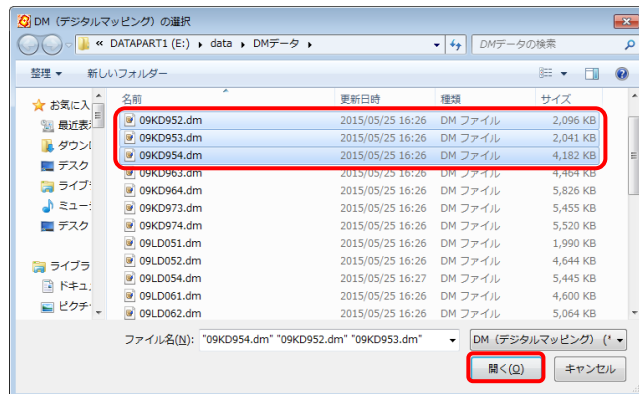 DM（デジタルマッピング）の選択
« DATAPART1 (E:) ▸ data ▸ DMデータ ▸
DMデータの検索
整理 ▼ 新しいフォルダー
名前 更新日時 種類 サイズ
お気に入
最近表
ダウンl
デスク
ライブ
ミュー
デスク
ライブラ
ドキュ
ピクチ
09KD952.dm 2015/05/25 16:26 DM ファイル 2,096 KB
09KD953.dm 2015/05/25 16:26 DM ファイル 2,041 KB
09KD954.dm 2015/05/25 16:26 DM ファイル 4,182 KB
09KD963.dm 2015/05/25 16:26 DM ファイル 4,464 KB
09KD964.dm 2015/05/25 16:26 DM ファイル 5,826 KB
09KD973.dm 2015/05/25 16:26 DM ファイル 5,455 KB
09KD974.dm 2015/05/25 16:26 DM ファイル 5,520 KB
09LD051.dm 2015/05/25 16:26 DM ファイル 1,990 KB
09LD052.dm 2015/05/25 16:26 DM ファイル 4,644 KB
09LD054.dm 2015/05/25 16:27 DM ファイル 5,445 KB
09LD061.dm 2015/05/25 16:26 DM ファイル 4,600 KB
09LD062.dm 2015/05/25 16:26 DM ファイル 5,064 KB
ファイル名(N): "09KD954.dm" "09KD952.dm" "09KD953.dm" DM（デジタルマッピング） (*
開く(O) キャンセル